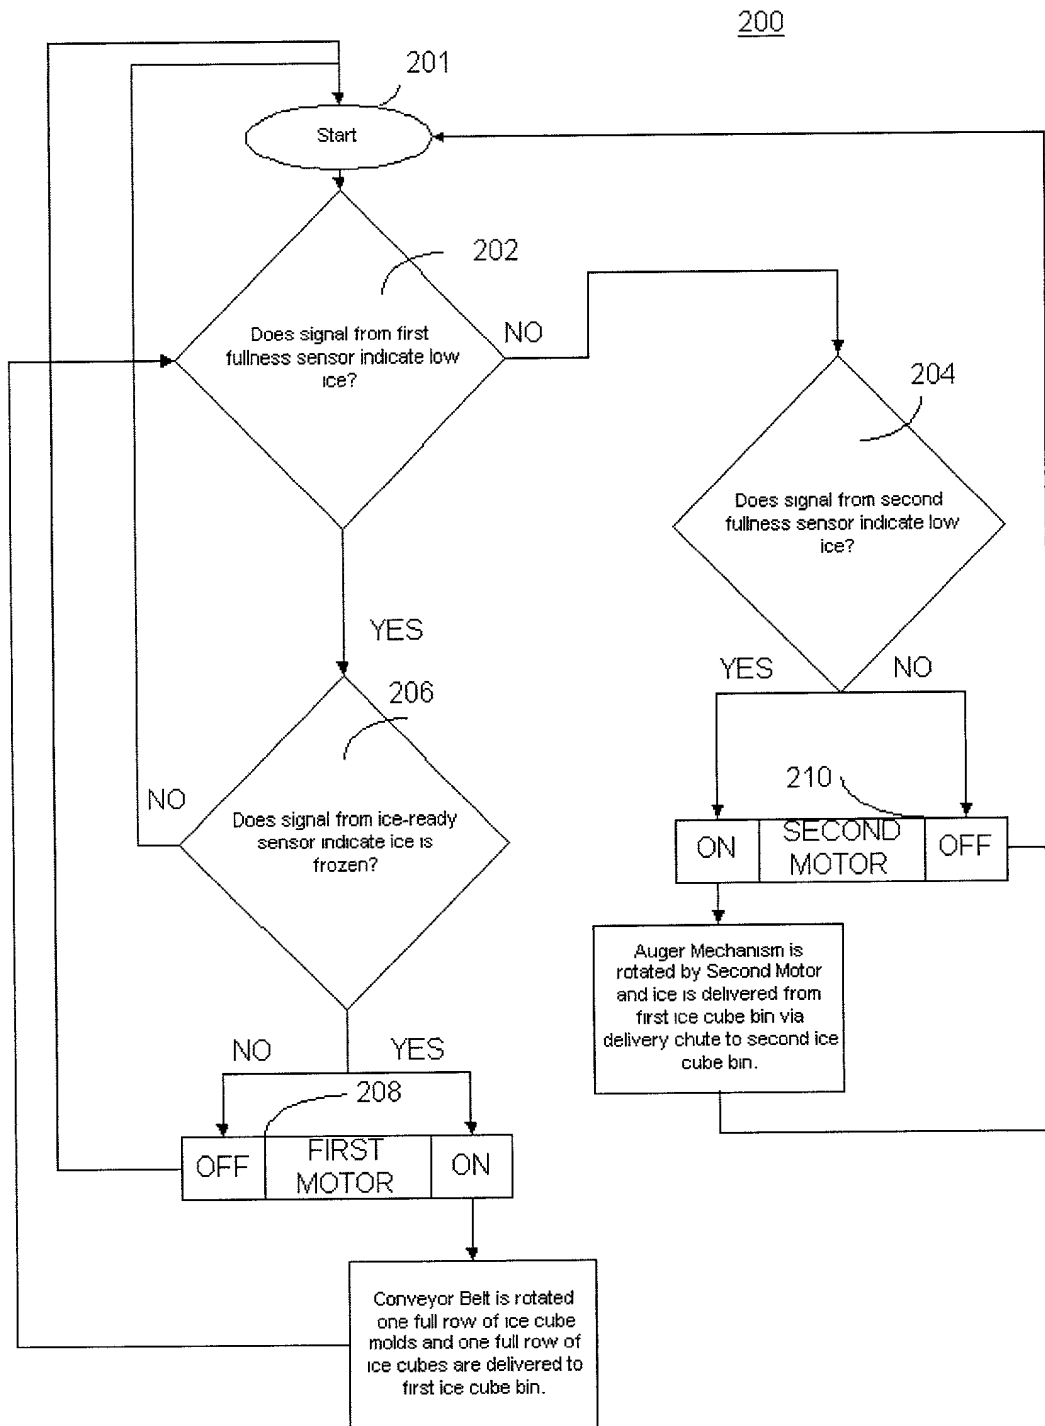 200
201
Start
202
Does signal from first
fullness sensor indicate low
ice?
NO
204
Does signal from second
fullness sensor indicate low
ice?
YES
206
YES
NO
NO
Does signal from ice-ready
sensor indicate ice is
frozen?
210
ON
SECOND
MOTOR
OFF
Auger Mechanism is
rotated by Second Motor
and ice is delivered from
first ice cube bin via
delivery chute to second ice
cube bin.
NO
YES
208
OFF
FIRST
MOTOR
ON
Conveyor Belt is rotated
one full row of ice cube
molds and one full row of
ice cubes are delivered to
first ice cube bin.